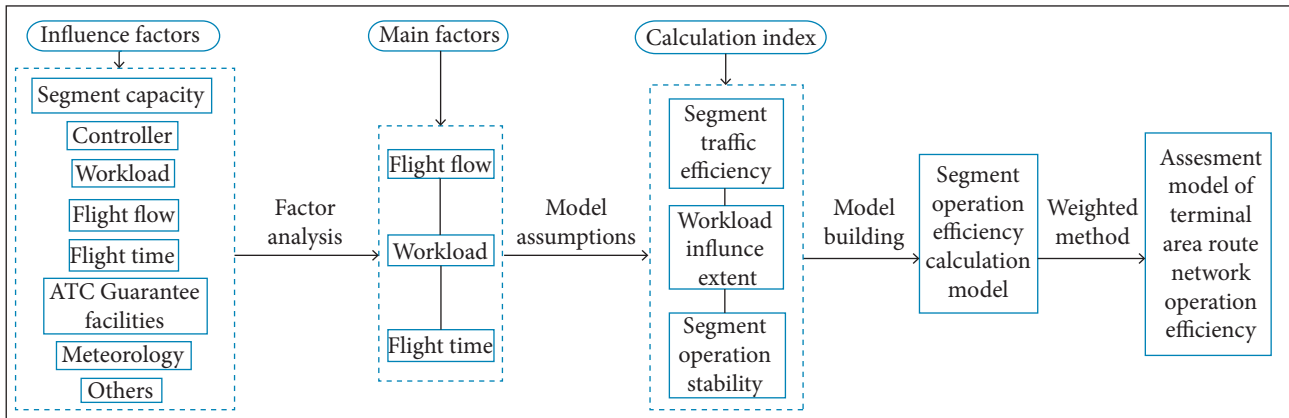 Influence factors
Segment capacity
Controller
Workload
Flight flow
Flight time
ATC Guarantee
facilities
Meteorology
Others
Factor
analysis
Main factors
Flight flow
Workload
Flight time
Model
assumptions
Calculation index
Segment
traffic
efficiency
Workload
influnce
extent
Segment
operation
stability
Model
building
Segment
operation
efficiency
calculation
model
Weighted
method
Assesment
model of
terminal
area route
network
operation
efficiency